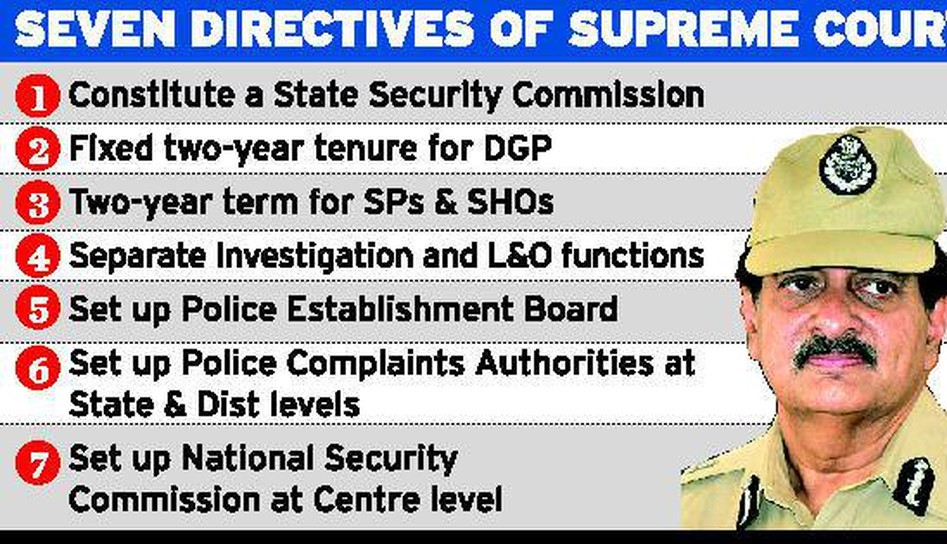 SEVEN DIRECTIVES OF SUPREME COUR
1 Constitute a State Security Commission
2 Fixed two-year tenure for DGP
3 Two-year term for SPs & SHOs
4 Separate Investigation and L&O functions
5 Set up Police Establishment Board
6 Set up Police Complaints Authorities at
State & Dist levels
7 Set up National Security
Commission at Centre level